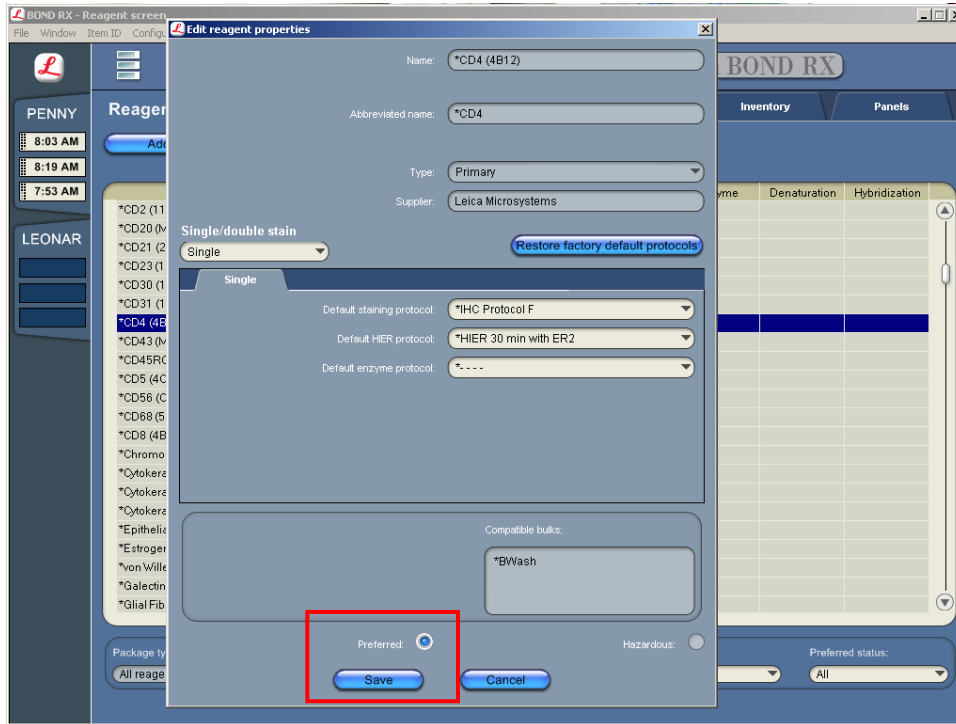 BOND RX - Reagent screen
File Window Item ID
BOND RX
PENNY
8:03 AM
8:19 AM
7:53 AM
LEONAR
Inventory Panels
Denaturation Hybridization
*CD2 (11
*CD20 (M
*CD21 (2
*CD23 (1
*CD30 (1
*CD31 (1
*CD4 (4B
*CD43 (M
*CD45RO
*CD5 (4C
*CD56 (C
*CD68 (5
*CD8 (4B
*Chromo
*Cytokera
*Cytokera
*Cytokera
*Epithelia
*Estroger
*von Wille
*Galectin
*Glial Fib
Package ty
All reage
Preferred status:
All
Edit reagent properties
Name: *CD4 (4B12)
Abbreviated name: *CD4
Type: Primary
Supplier: Leica Microsystems
Single/double stain
Single
Restore factory default protocols
Single
Default staining protocol: *IHC Protocol F
Default HIER protocol: *HIER 30 min with ER2
Default enzyme protocol: *- - - -
Compatible bulks:
*BWash
Preferred: Hazardous:
Save Cancel